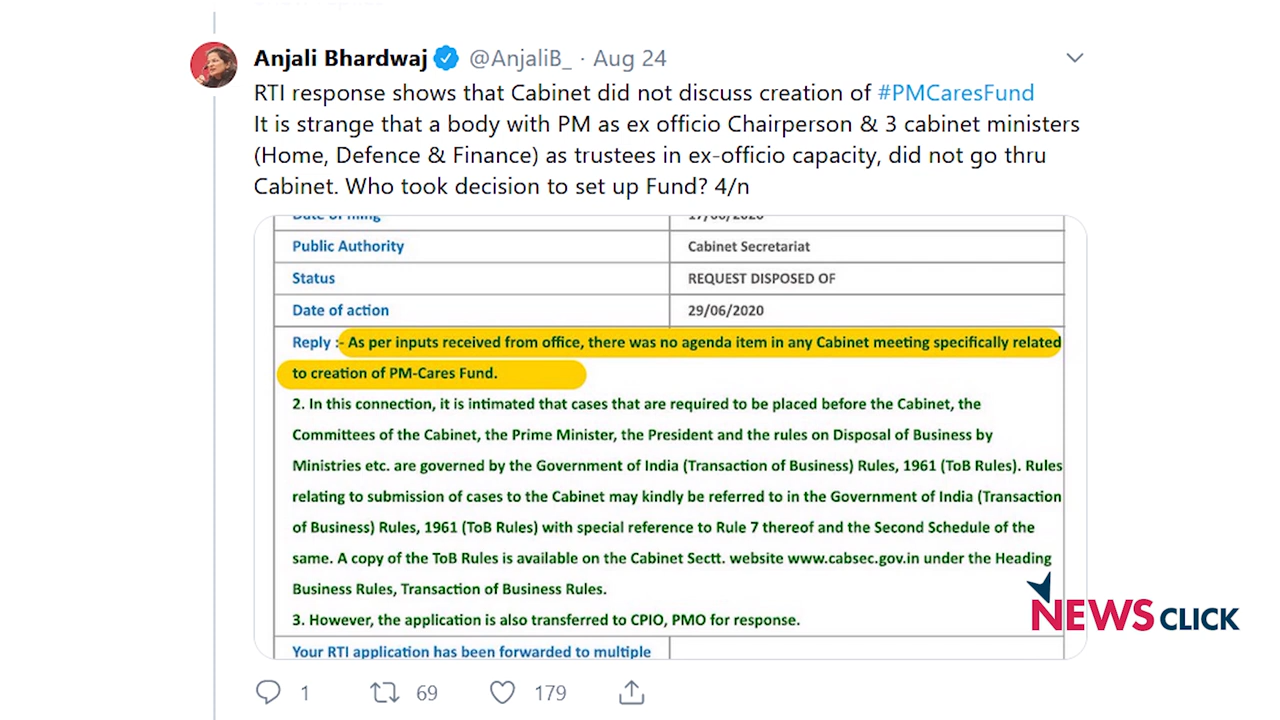 Anjali Bhardwaj @AnjaliB_ · Aug 24
RTI response shows that Cabinet did not discuss creation of #PMCaresFund
It is strange that a body with PM as ex officio Chairperson & 3 cabinet ministers
(Home, Defence & Finance) as trustees in ex-officio capacity, did not go thru
Cabinet. Who took decision to set up Fund? 4/n
Date of filing 17/06/2020
Public Authority Cabinet Secretariat
Status REQUEST DISPOSED OF
Date of action 29/06/2020
Reply :- As per inputs received from office, there was no agenda item in any Cabinet meeting specifically related
to creation of PM-Cares Fund.
2. In this connection, it is intimated that cases that are required to be placed before the Cabinet, the
Committees of the Cabinet, the Prime Minister, the President and the rules on Disposal of Business by
Ministries etc. are governed by the Government of India (Transaction of Business) Rules, 1961 (ToB Rules). Rules
relating to submission of cases to the Cabinet may kindly be referred to in the Government of India (Transaction
of Business) Rules, 1961 (ToB Rules) with special reference to Rule 7 thereof and the Second Schedule of the
same. A copy of the ToB Rules is available on the Cabinet Sectt. website www.cabsec.gov.in under the Heading
Business Rules, Transaction of Business Rules.
3. However, the application is also transferred to CPIO, PMO for response.
Your RTI application has been forwarded to multiple
NEWS CLICK
1 69 179